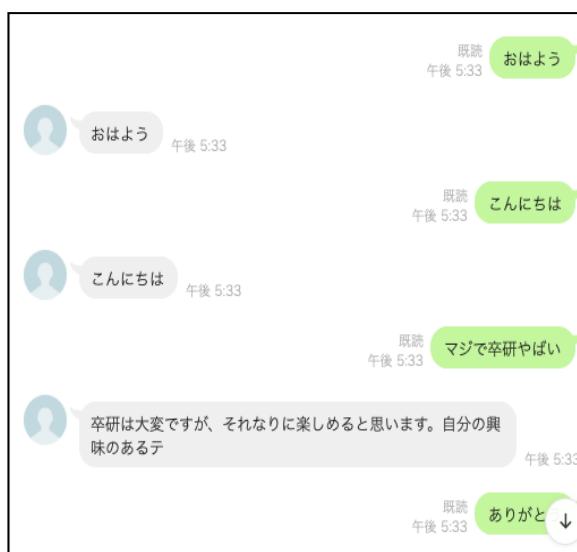 既読
午後 5:33
おはよう
おはよう
午後 5:33
既読
午後 5:33
こんにちは
こんにちは
午後 5:33
既読
午後 5:33
マジで卒研やばい
卒研は大変ですが、それなりに楽しめると思います。自分の興
味のあるテ
午後 5:33
既読
午後 5:33
ありがと